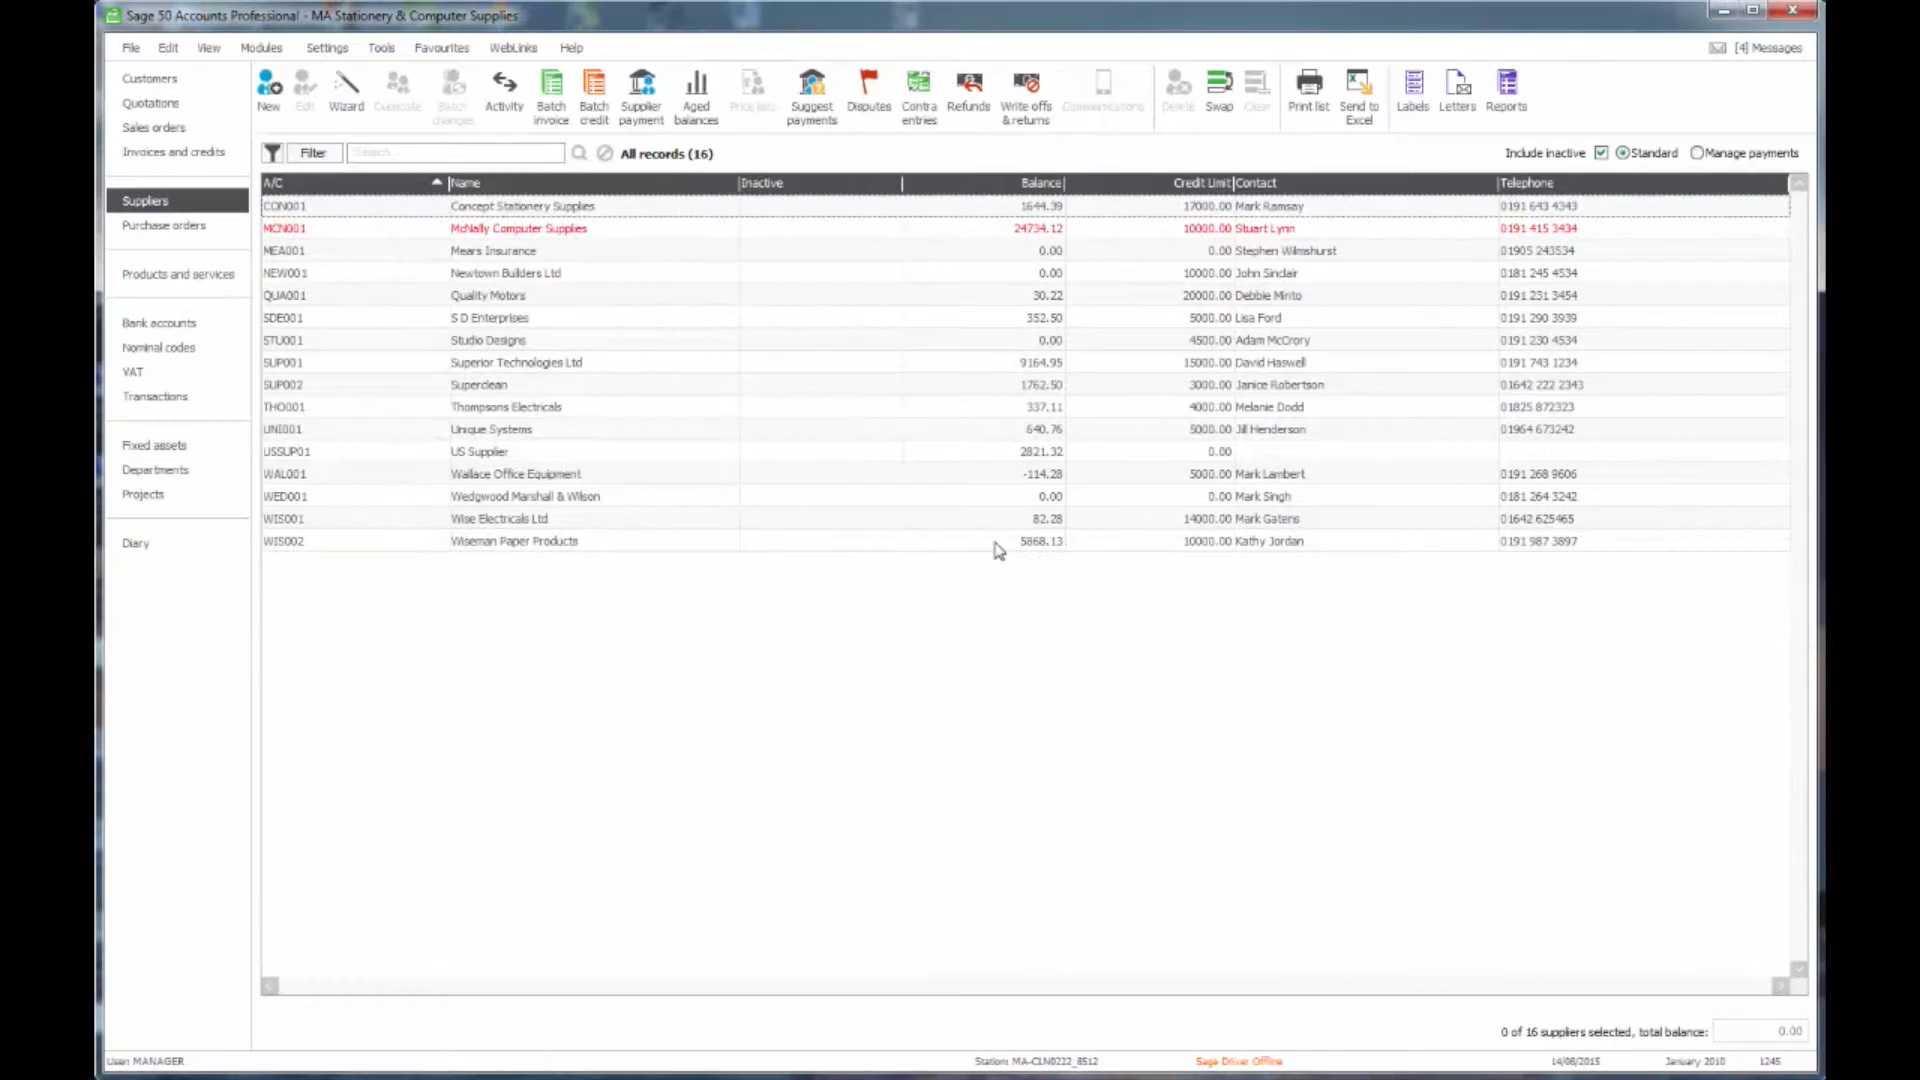 Sage 50 Accounts Professional - MA Stationery & Computer Supplies
File Edit View Modules Settings Tools Favourites WebLinks Help [4] Messages
Customers
Quotations
Sales orders
Invoices and credits
Suppliers
Purchase orders
Products and services
Bank accounts
Nominal codes
VAT
Transactions
Fixed assets
Departments
Projects
Diary
New Edit Wizard Duplicate Batch changes Activity Batch invoice Batch credit Supplier payment Aged balances Price lists Suggest payments Disputes Contra entries Refunds Write offs & returns Communications Delete Swap Clear Print list Send to Excel Labels Letters Reports
Filter Search ... All records (16) Include inactive Standard Manage payments
A/C Name Inactive Balance Credit Limit Contact Telephone
CON001 Concept Stationery Supplies 1644.39 17000.00 Mark Ramsay 0191 643 4343
MCN001 McNally Computer Supplies 24734.12 10000.00 Stuart Lynn 0191 415 3434
MEA001 Mears Insurance 0.00 0.00 Stephen Wilmshurst 01905 243534
NEW001 Newtown Builders Ltd 0.00 10000.00 John Sinclair 0181 245 4534
QUA001 Quality Motors 30.22 20000.00 Debbie Minto 0191 231 3454
SDE001 S D Enterprises 352.50 5000.00 Lisa Ford 0191 290 3939
STU001 Studio Designs 0.00 4500.00 Adam McCrory 0191 230 4534
SUP001 Superior Technologies Ltd 9164.95 15000.00 David Haswell 0191 743 1234
SUP002 Superclean 1762.50 3000.00 Janice Robertson 01642 222 2343
THO001 Thompsons Electricals 337.11 4000.00 Melanie Dodd 01825 872323
UNI001 Unique Systems 640.76 5000.00 Jill Henderson 01964 673242
USSUP01 US Supplier 2821.32 0.00
WAL001 Wallace Office Equipment -114.28 5000.00 Mark Lambert 0191 268 9606
WED001 Wedgwood Marshall & Wilson 0.00 0.00 Mark Singh 0181 264 3242
WIS001 Wise Electricals Ltd 82.28 14000.00 Mark Gatens 01642 625465
WIS002 Wiseman Paper Products 5868.13 10000.00 Kathy Jordan 0191 987 3897
0 of 16 suppliers selected, total balance: 0.00
User: MANAGER Station: MA-CLN0222_8512 Sage Drive: Offline 14/08/2015 January 2010 1245